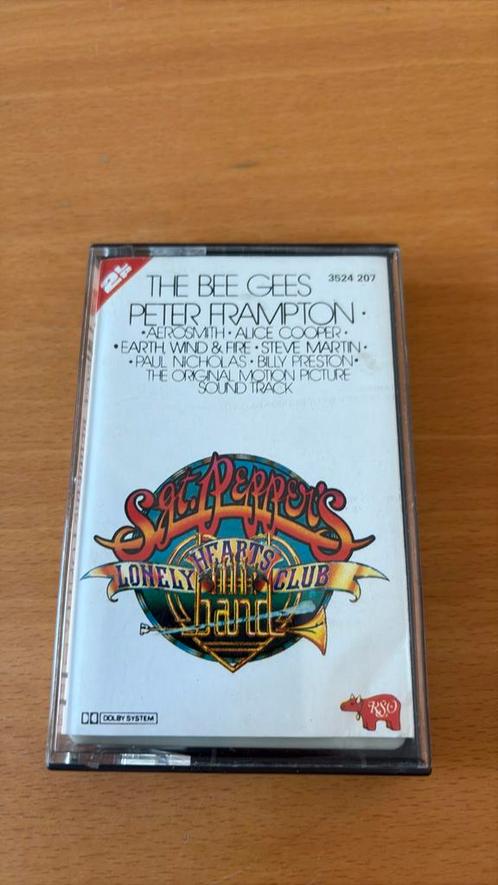 2LP
THE BEE GEES
3524 207
PETER FRAMPTON •
• AEROSMITH • ALICE COOPER •
• EARTH, WIND & FIRE • STEVE MARTIN •
• PAUL NICHOLAS • BILLY PRESTON •
THE ORIGINAL MOTION PICTURE
SOUND TRACK
Sgt. Pepper's
LONELY HEARTS CLUB
band
DOLBY SYSTEM
RSO